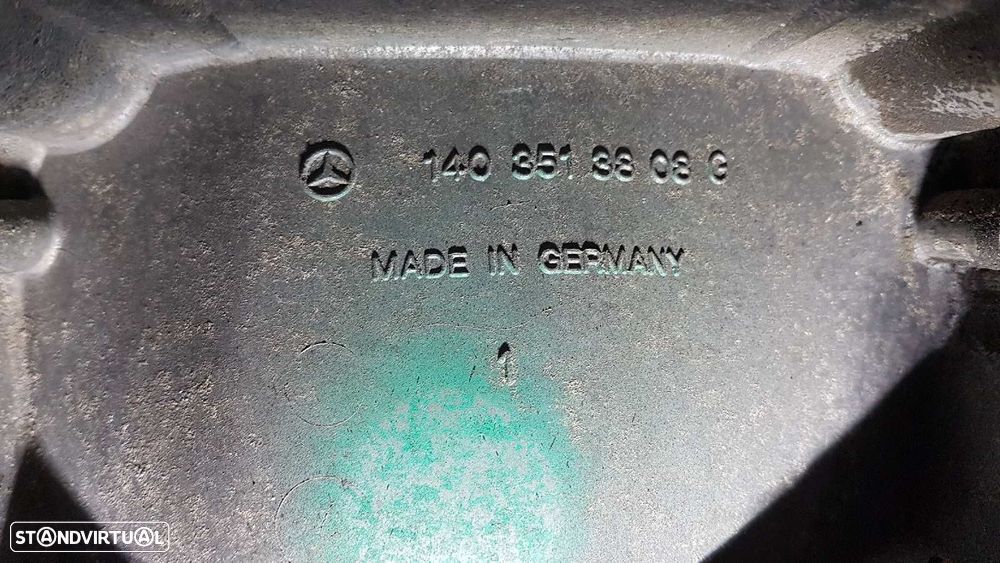 140 351 38 08 G
MADE IN GERMANY
1
STANDVIRTUAL